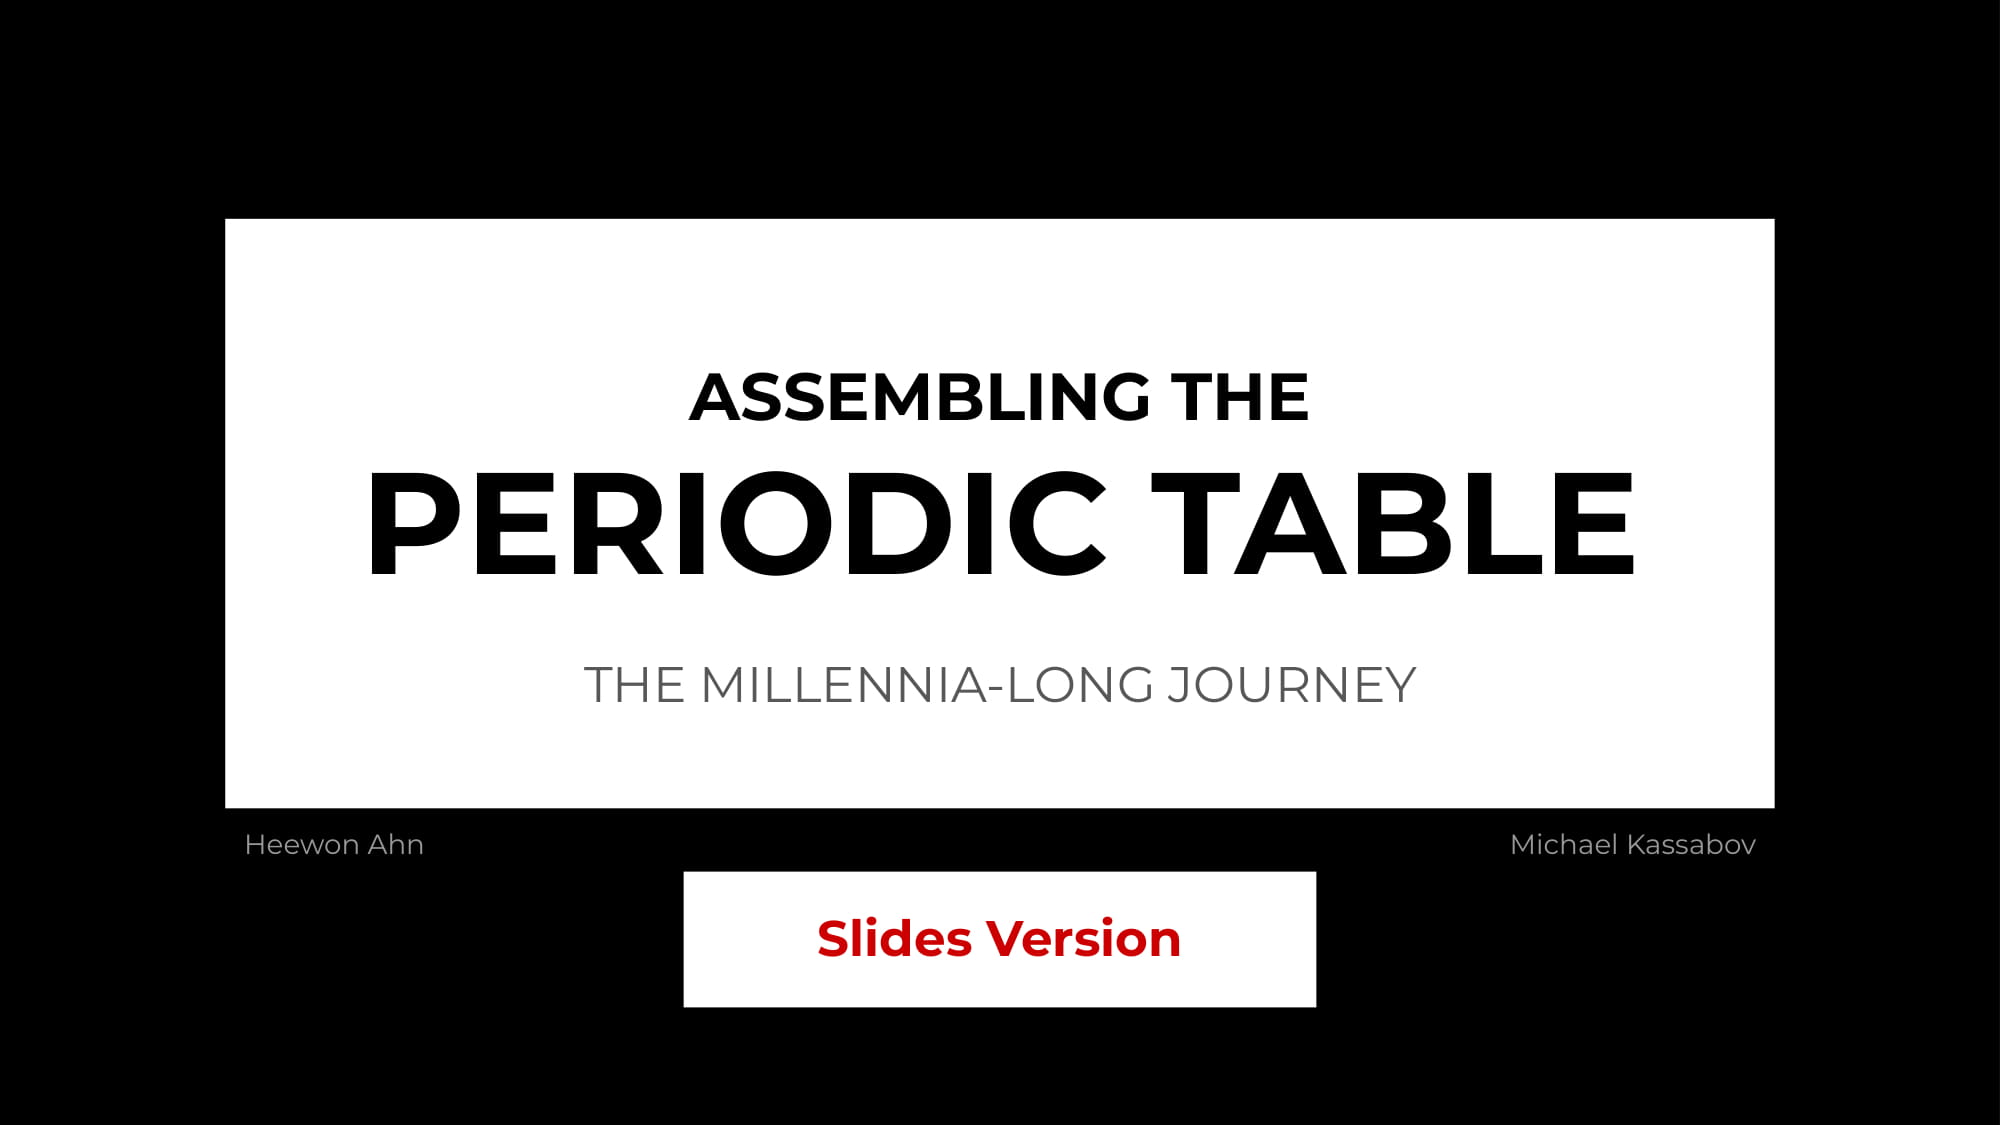 ASSEMBLING THE
PERIODIC TABLE
THE MILLENNIA-LONG JOURNEY
Heewon Ahn
Michael Kassabov
Slides Version